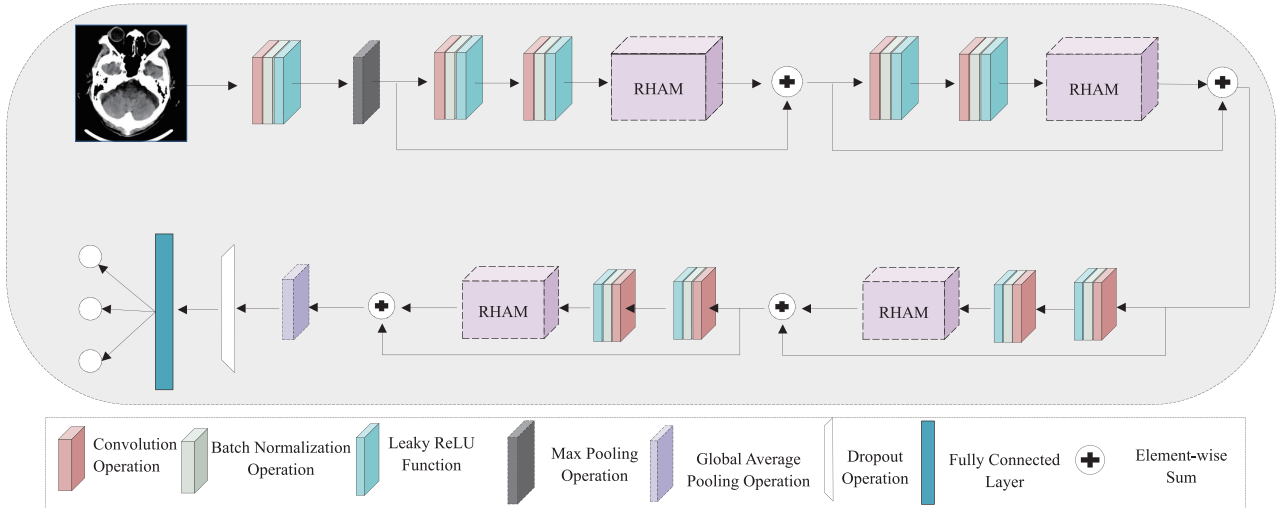 RHAM
RHAM
RHAM
RHAM
Convolution
Operation
Batch Normalization
Operation
Leaky ReLU
Function
Max Pooling
Operation
Global Average
Pooling Operation
Dropout
Operation
Fully Connected
Layer
Element-wise
Sum